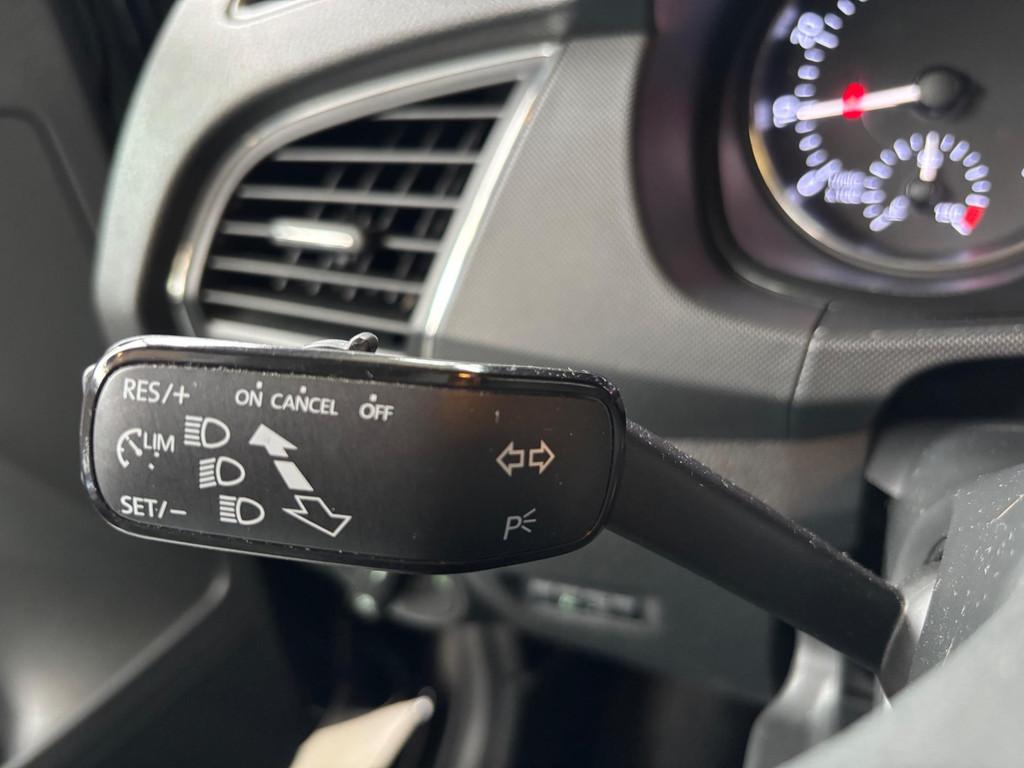 RES/+
ON CANCEL OFF
LIM
SET/-
P